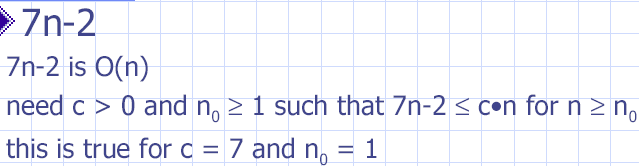 7n-2
7n-2 is O(n)
need c > 0 and n₀ ≥ 1 such that 7n-2 ≤ c•n for n ≥ n₀
this is true for c = 7 and n₀ = 1